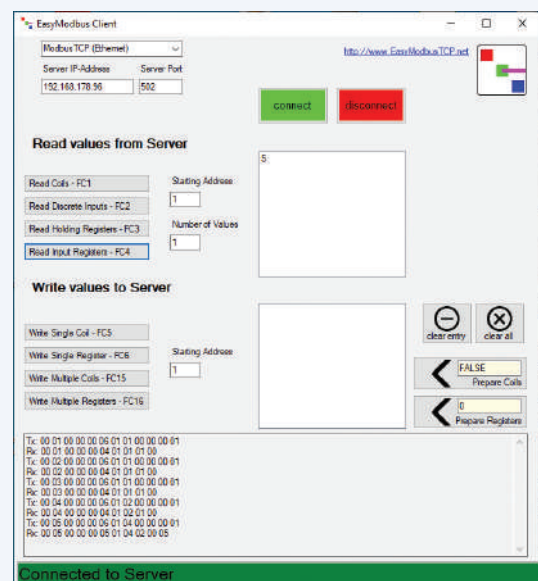 EasyModbus Client
Modbus TCP (Ethernet)
http://www.EasyModbusTCP.net
Server IP-Address Server Port
192.168.178.56 502
connect disconnect
Read values from Server
5
Read Coils - FC1
Starting Address
1
Read Discrete Inputs - FC2
Read Holding Registers - FC3
Number of Values
1
Read Input Registers - FC4
Write values to Server
Write Single Coil - FC5
Write Single Register - FC6
Starting Address
1
Write Multiple Coils - FC15
Write Multiple Registers - FC16
clear entry clear all
FALSE
Prepare Coils
0
Prepare Registers
Tx: 00 01 00 00 00 06 01 01 00 00 00 01
Rx: 00 01 00 00 00 04 01 01 01 00
Tx: 00 02 00 00 00 06 01 01 00 00 00 01
Rx: 00 02 00 00 00 04 01 01 01 00
Tx: 00 03 00 00 00 06 01 01 00 00 00 01
Rx: 00 03 00 00 00 04 01 01 01 00
Tx: 00 04 00 00 00 06 01 02 00 00 00 01
Rx: 00 04 00 00 00 04 01 02 01 00
Tx: 00 05 00 00 00 06 01 04 00 00 00 01
Rx: 00 05 00 00 00 05 01 04 02 00 05
Connected to Server